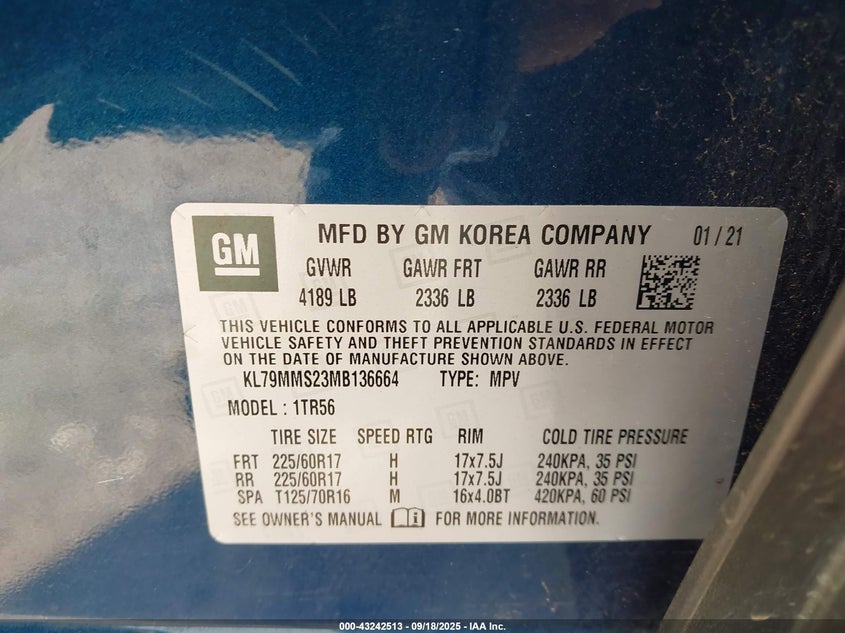 GM MFD BY GM KOREA COMPANY 01 / 21
GVWR GAWR FRT GAWR RR
4189 LB 2336 LB 2336 LB
THIS VEHICLE CONFORMS TO ALL APPLICABLE U.S. FEDERAL MOTOR
VEHICLE SAFETY AND THEFT PREVENTION STANDARDS IN EFFECT
ON THE DATE OF MANUFACTURE SHOWN ABOVE.
KL79MMS23MB136664 TYPE: MPV
MODEL : 1TR56
TIRE SIZE SPEED RTG RIM COLD TIRE PRESSURE
FRT 225/60R17 H 17x7.5J 240KPA, 35 PSI
RR 225/60R17 H 17x7.5J 240KPA, 35 PSI
SPA T125/70R16 M 16x4.0BT 420KPA, 60 PSI
SEE OWNER'S MANUAL FOR MORE INFORMATION.
000-43242513 - 09/18/2025 - IAA Inc.